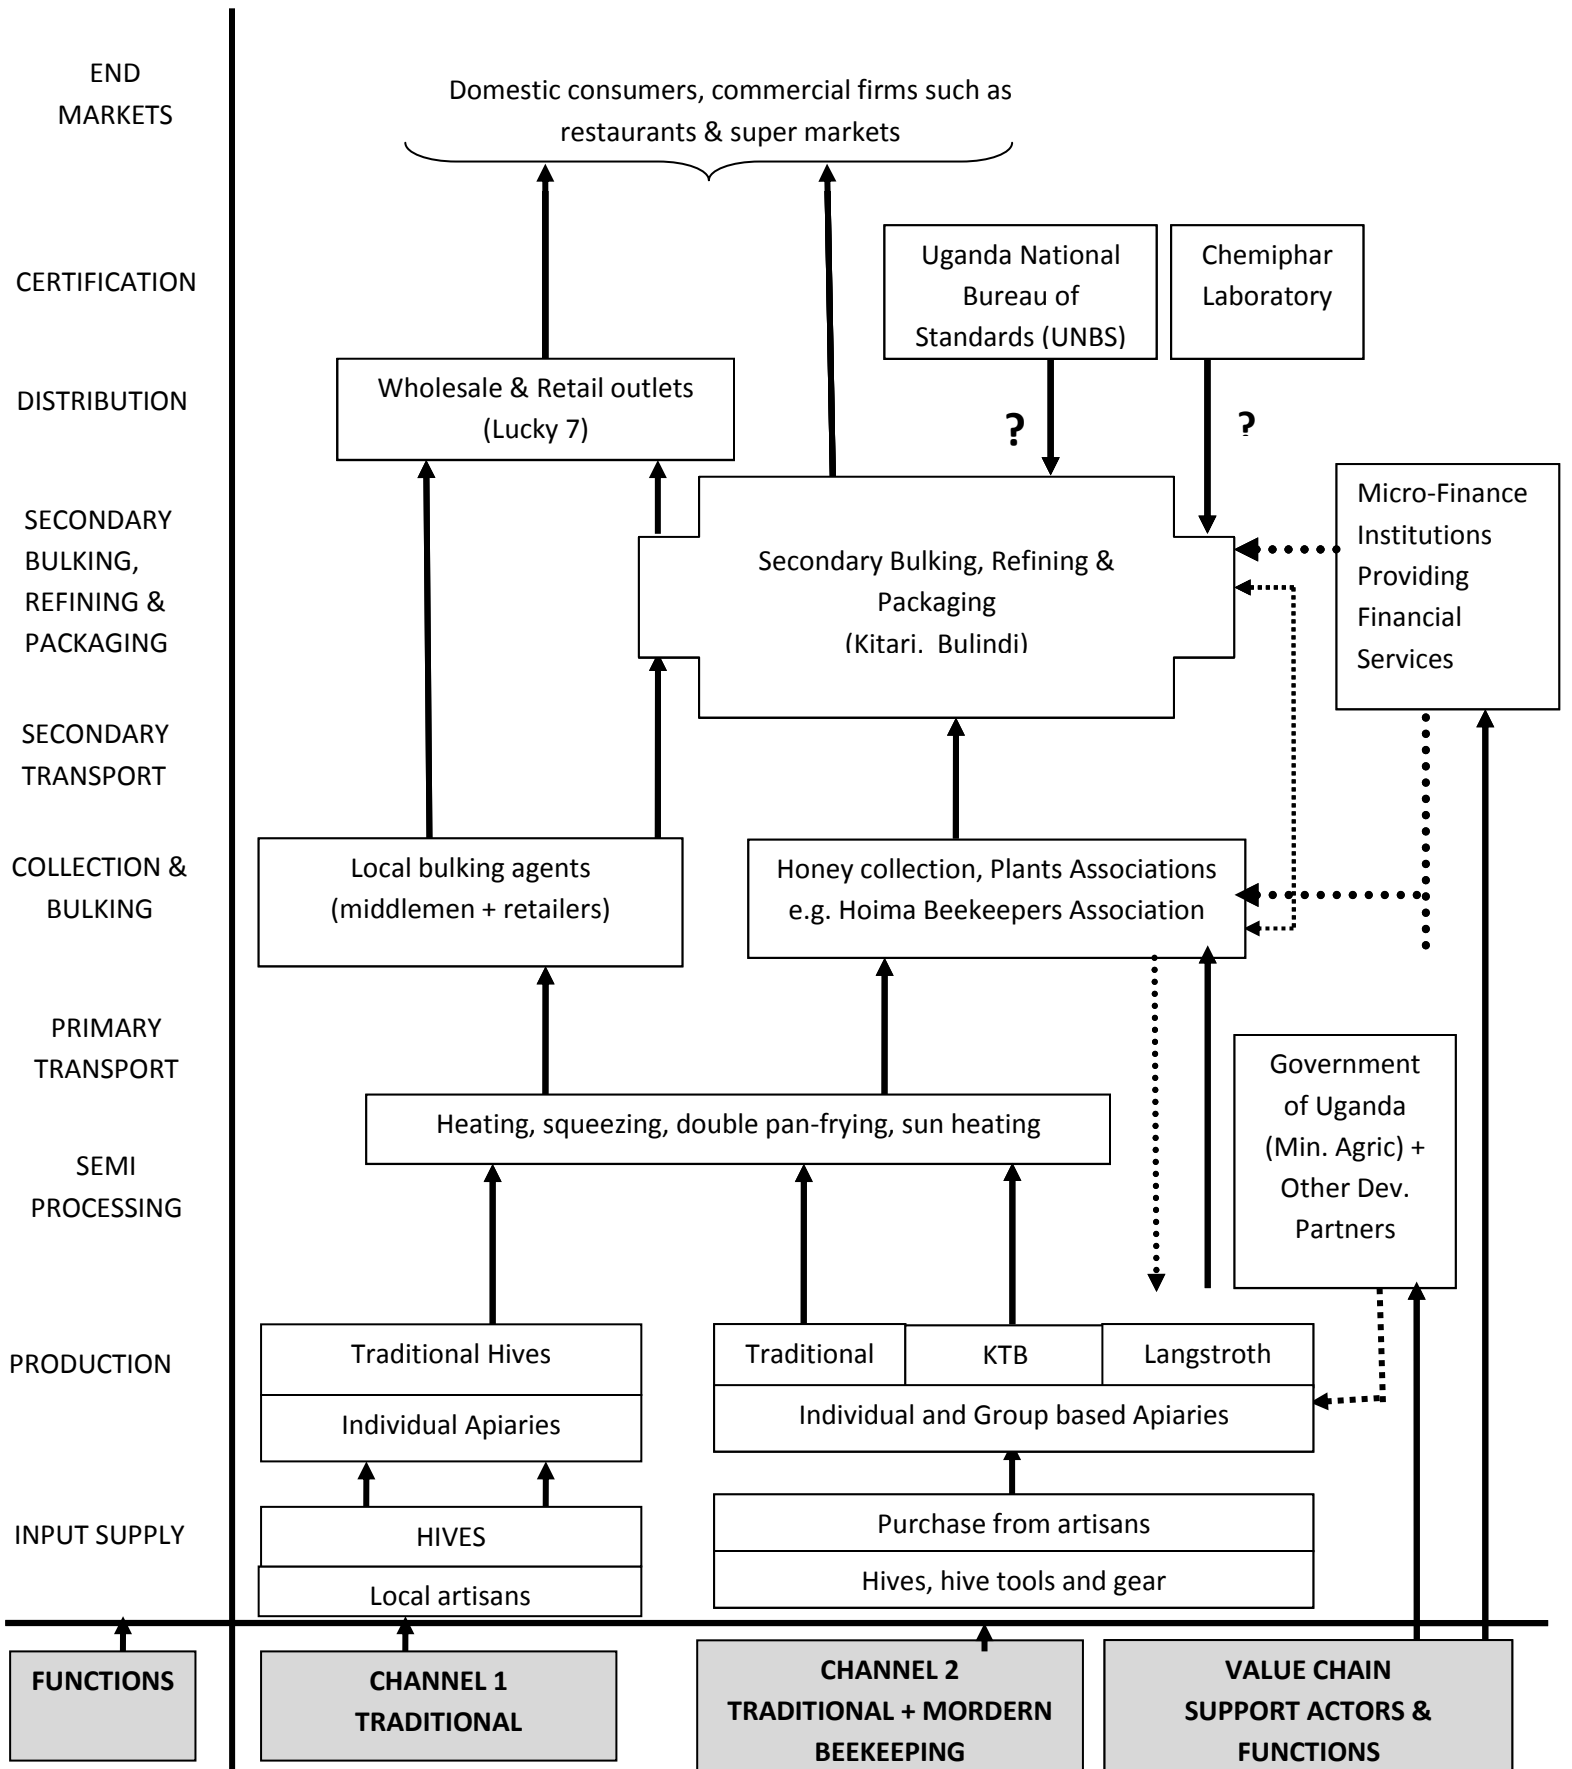 END
MARKETS
Domestic consumers, commercial firms such as
restaurants & super markets
CERTIFICATION
Uganda National
Bureau of
Standards (UNBS)
Chemiphar
Laboratory
DISTRIBUTION
Wholesale & Retail outlets
(Lucky 7)
?
?
SECONDARY
BULKING,
REFINING &
PACKAGING
Secondary Bulking, Refining &
Packaging
(Kitari. Bulindi)
Micro-Finance
Institutions
Providing
Financial
Services
SECONDARY
TRANSPORT
COLLECTION &
BULKING
Local bulking agents
(middlemen + retailers)
Honey collection, Plants Associations
e.g. Hoima Beekeepers Association
PRIMARY
TRANSPORT
Government
of Uganda
(Min. Agric) +
Other Dev.
Partners
Heating, squeezing, double pan-frying, sun heating
SEMI
PROCESSING
PRODUCTION
Traditional Hives
Individual Apiaries
Traditional
KTB
Langstroth
Individual and Group based Apiaries
INPUT SUPPLY
HIVES
Local artisans
Purchase from artisans
Hives, hive tools and gear
FUNCTIONS
CHANNEL 1
TRADITIONAL
CHANNEL 2
TRADITIONAL + MORDERN
BEEKEEPING
VALUE CHAIN
SUPPORT ACTORS &
FUNCTIONS